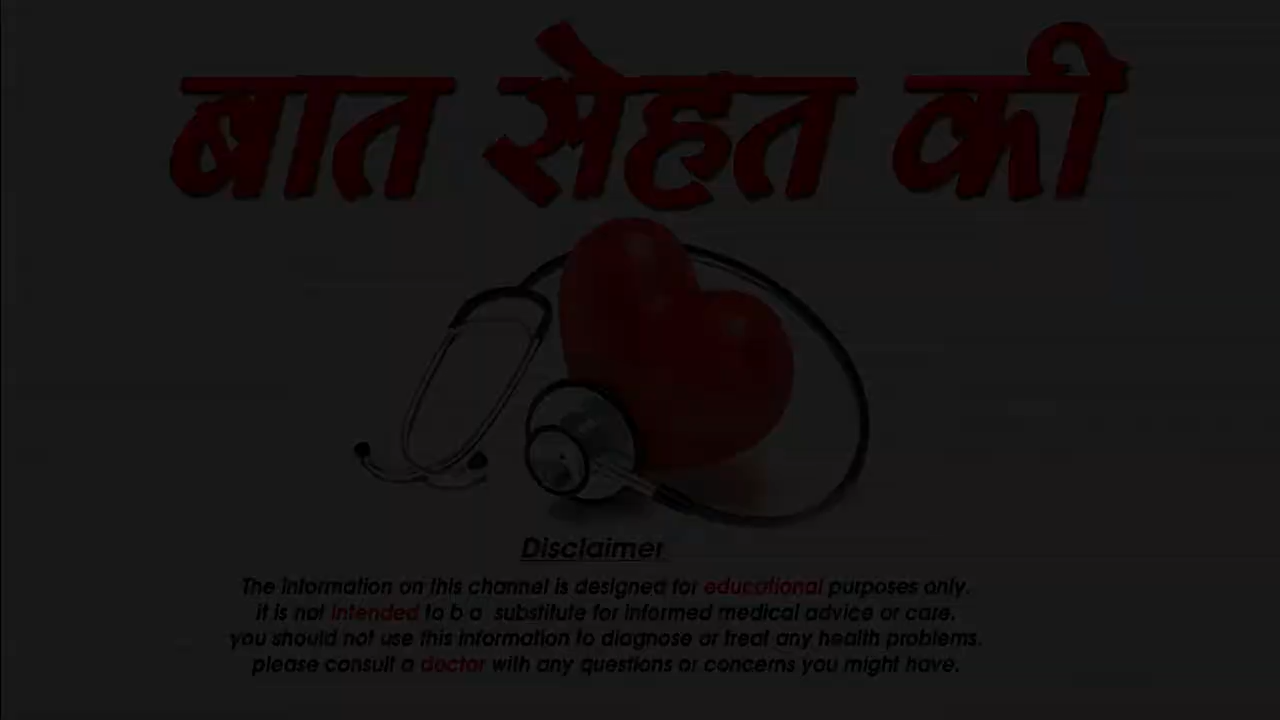 बात सेहत की
Disclaimer
The information on this channel is designed for educational purposes only.
it is not intended to b a substitute for informed medical advice or care.
you should not use this information to diagnose or treat any health problems.
please consult a doctor with any questions or concerns you might have.